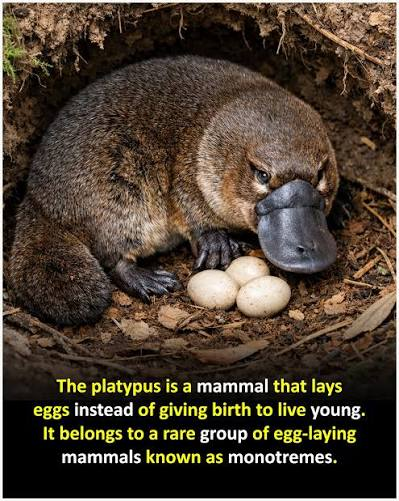 The platypus is a mammal that lays
eggs instead of giving birth to live young.
It belongs to a rare group of egg-laying
mammals known as monotremes.